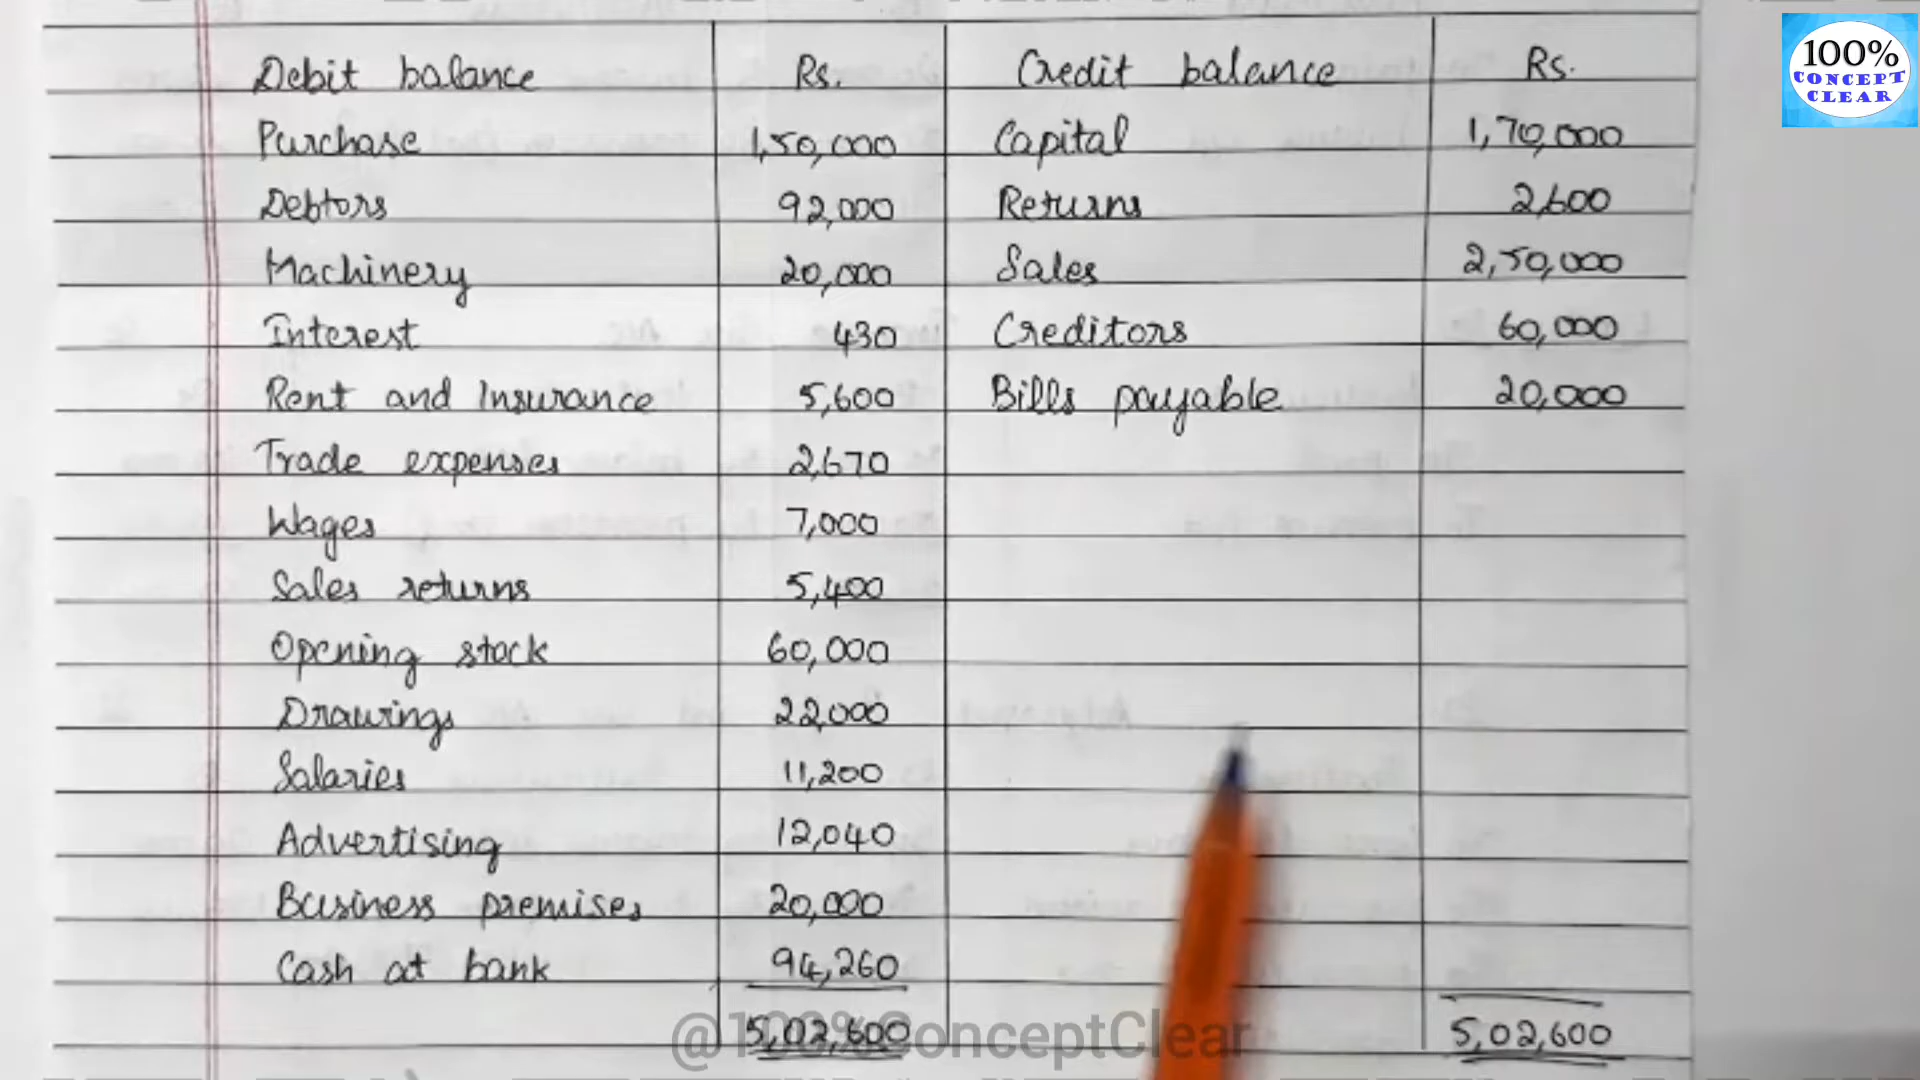 Debit balance Rs. Credit balance Rs.
Purchase 1,50,000 Capital 1,70,000
Debtors 92,000 Returns 2,600
Machinery 20,000 Sales 2,50,000
Interest 430 Creditors 60,000
Rent and Insurance 5,600 Bills payable 20,000
Trade expenses 2,670
Wages 7,000
Sales returns 5,400
Opening stock 60,000
Drawings 22,000
Salaries 11,200
Advertising 12,040
Business premises 20,000
Cash at bank 94,260
5,02,600 5,02,600
@100%ConceptClear
100%
CONCEPT
CLEAR